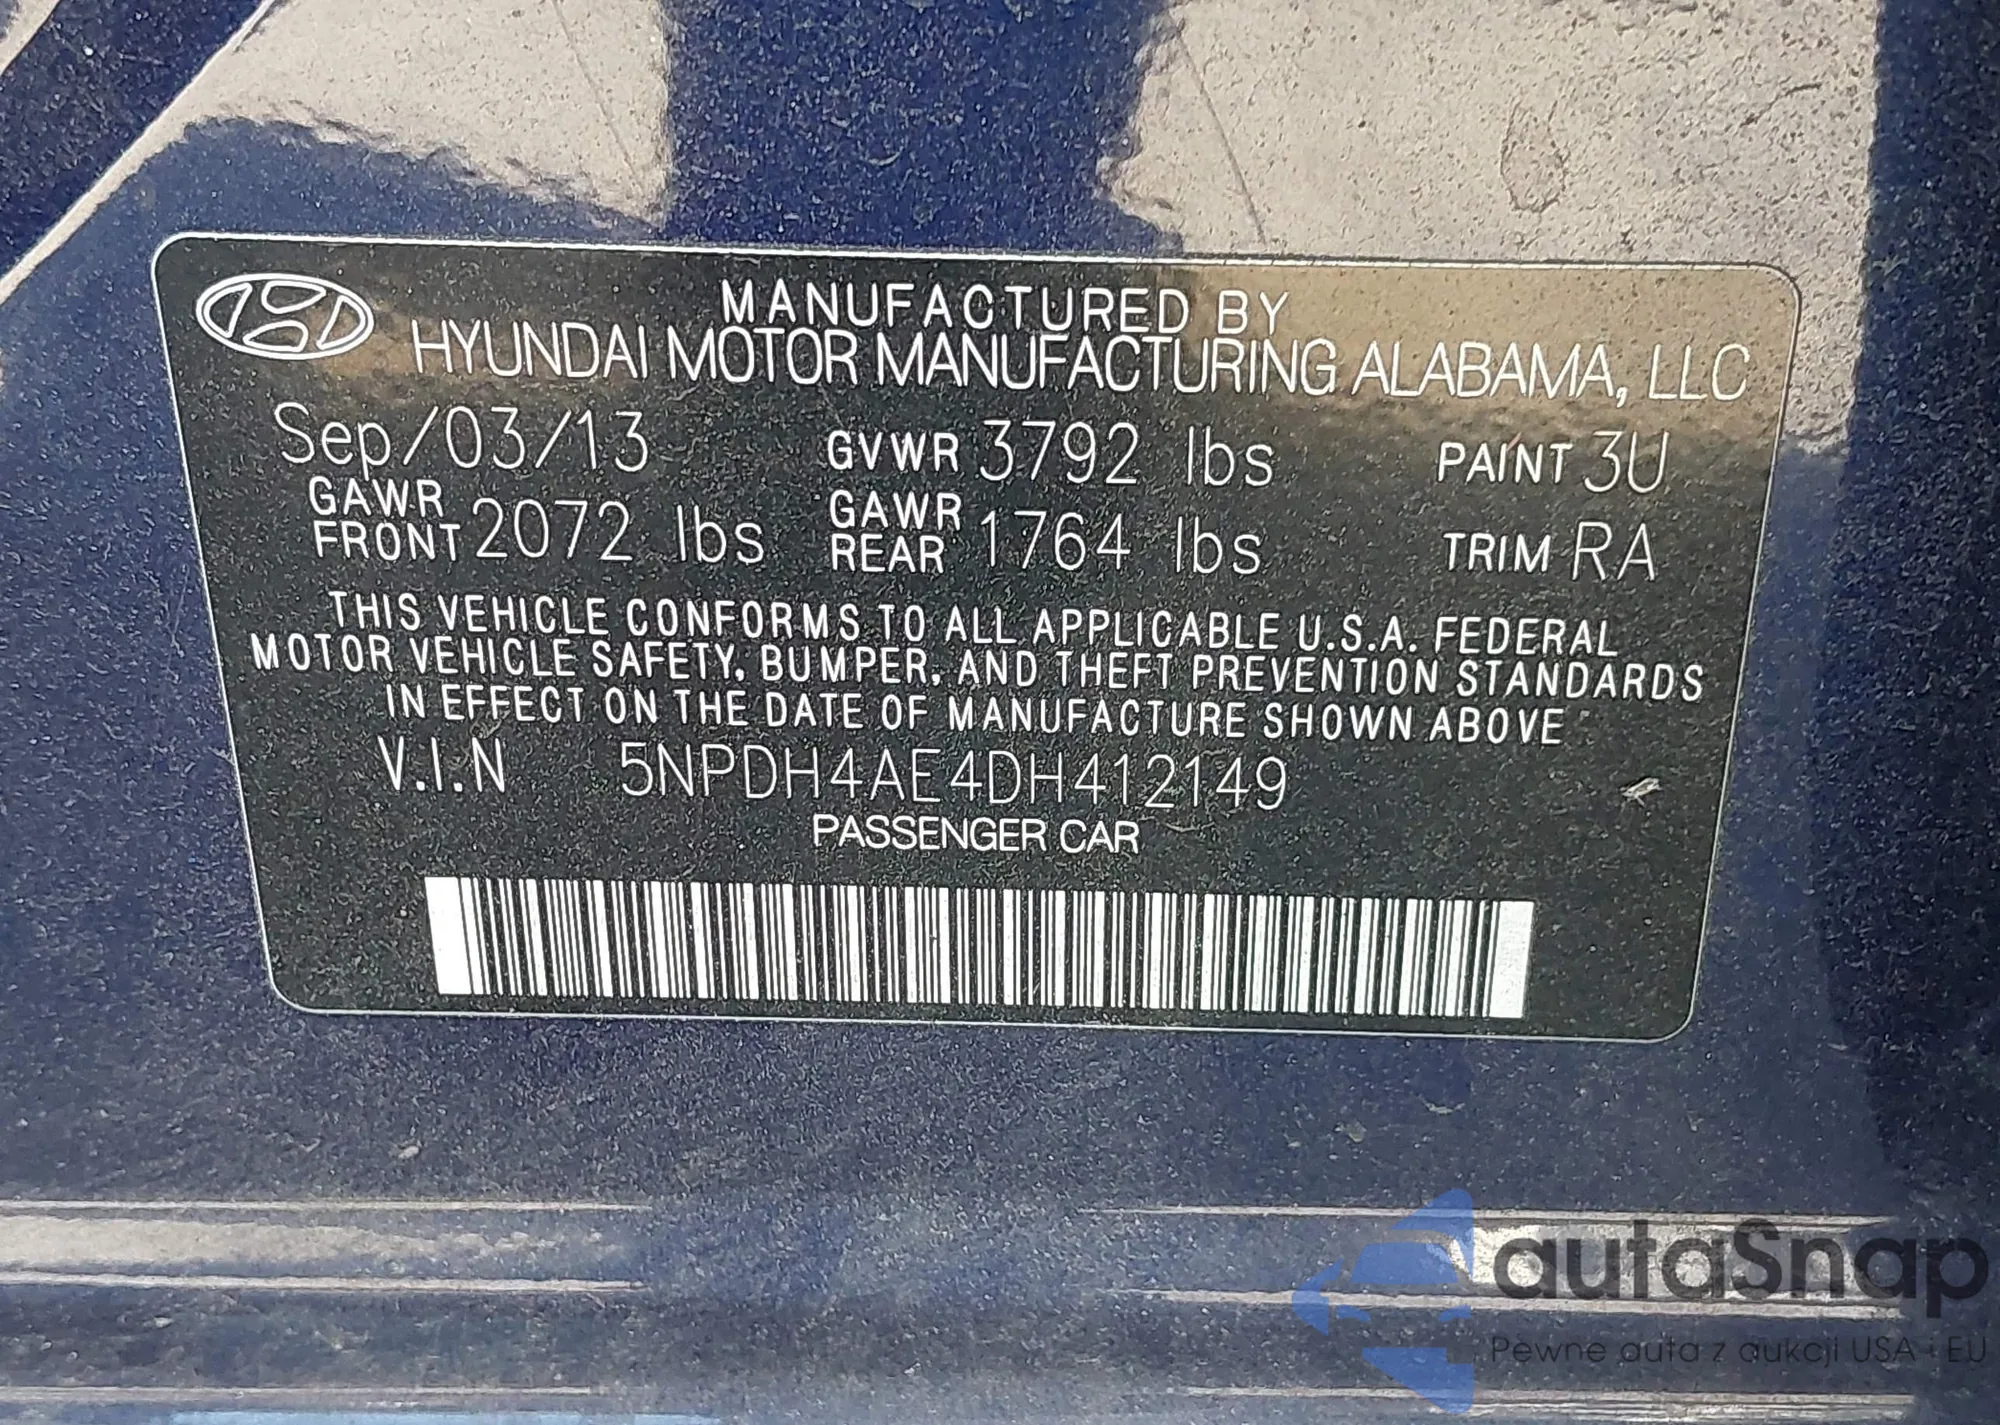 MANUFACTURED BY
HYUNDAI MOTOR MANUFACTURING ALABAMA, LLC
Sep/03/13 GVWR 3792 lbs PAINT 3U
GAWR FRONT 2072 lbs GAWR REAR 1764 lbs TRIM RA
THIS VEHICLE CONFORMS TO ALL APPLICABLE U.S.A. FEDERAL
MOTOR VEHICLE SAFETY, BUMPER, AND THEFT PREVENTION STANDARDS
IN EFFECT ON THE DATE OF MANUFACTURE SHOWN ABOVE
V.I.N 5NPDH4AE4DH412149
PASSENGER CAR
autaSnap
Pewne auta z aukcji USA i EU